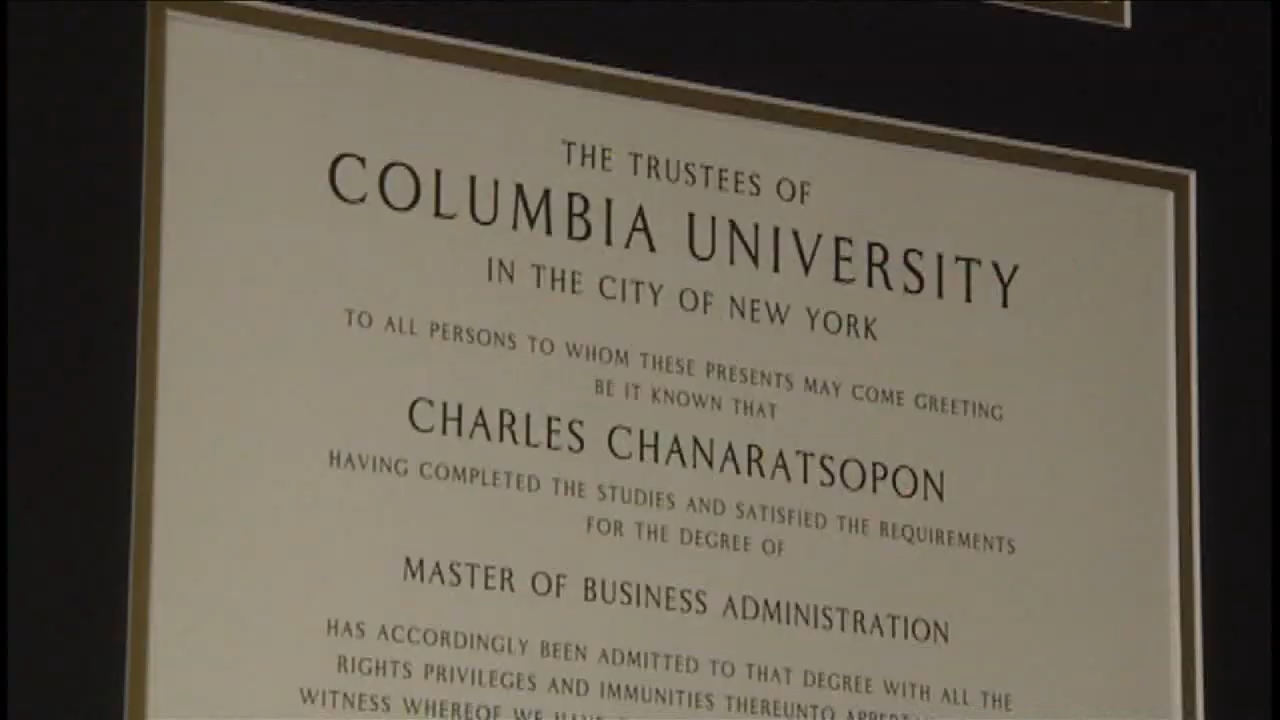 THE TRUSTEES OF
COLUMBIA UNIVERSITY
IN THE CITY OF NEW YORK
TO ALL PERSONS TO WHOM THESE PRESENTS MAY COME GREETING
BE IT KNOWN THAT
CHARLES CHANARATSOPON
HAVING COMPLETED THE STUDIES AND SATISFIED THE REQUIREMENTS
FOR THE DEGREE OF
MASTER OF BUSINESS ADMINISTRATION
HAS ACCORDINGLY BEEN ADMITTED TO THAT DEGREE WITH ALL THE
RIGHTS PRIVILEGES AND IMMUNITIES THEREUNTO
WITNESS WHEREOF WE